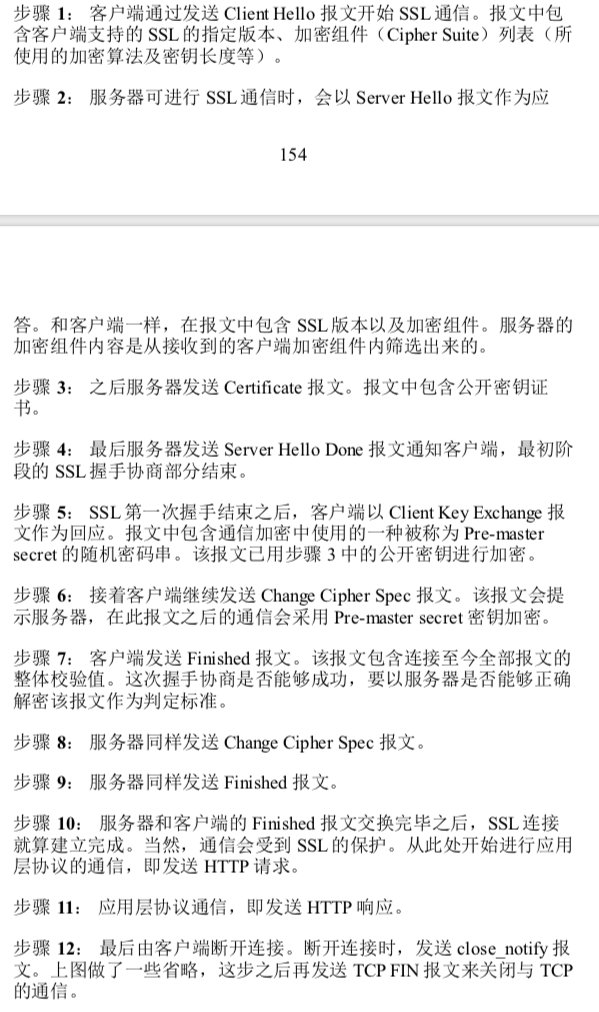 步骤 1： 客户端通过发送 Client Hello 报文开始 SSL 通信。报文中包
含客户端支持的 SSL 的指定版本、加密组件（Cipher Suite）列表（所
使用的加密算法及密钥长度等）。
步骤 2： 服务器可进行 SSL 通信时，会以 Server Hello 报文作为应
154
答。和客户端一样，在报文中包含 SSL 版本以及加密组件。服务器的
加密组件内容是从接收到的客户端加密组件内筛选出来的。
步骤 3： 之后服务器发送 Certificate 报文。报文中包含公开密钥证
书。
步骤 4： 最后服务器发送 Server Hello Done 报文通知客户端，最初阶
段的 SSL 握手协商部分结束。
步骤 5： SSL 第一次握手结束之后，客户端以 Client Key Exchange 报
文作为回应。报文中包含通信加密中使用的一种被称为 Pre-master
secret 的随机密码串。该报文已用步骤 3 中的公开密钥进行加密。
步骤 6： 接着客户端继续发送 Change Cipher Spec 报文。该报文会提
示服务器，在此报文之后的通信会采用 Pre-master secret 密钥加密。
步骤 7： 客户端发送 Finished 报文。该报文包含连接至今全部报文的
整体校验值。这次握手协商是否能够成功，要以服务器是否能够正确
解密该报文作为判定标准。
步骤 8： 服务器同样发送 Change Cipher Spec 报文。
步骤 9： 服务器同样发送 Finished 报文。
步骤 10： 服务器和客户端的 Finished 报文交换完毕之后，SSL 连接
就算建立完成。当然，通信会受到 SSL 的保护。从此处开始进行应用
层协议的通信，即发送 HTTP 请求。
步骤 11： 应用层协议通信，即发送 HTTP 响应。
步骤 12： 最后由客户端断开连接。断开连接时，发送 close_notify 报
文。上图做了一些省略，这步之后再发送 TCP FIN 报文来关闭与 TCP
的通信。